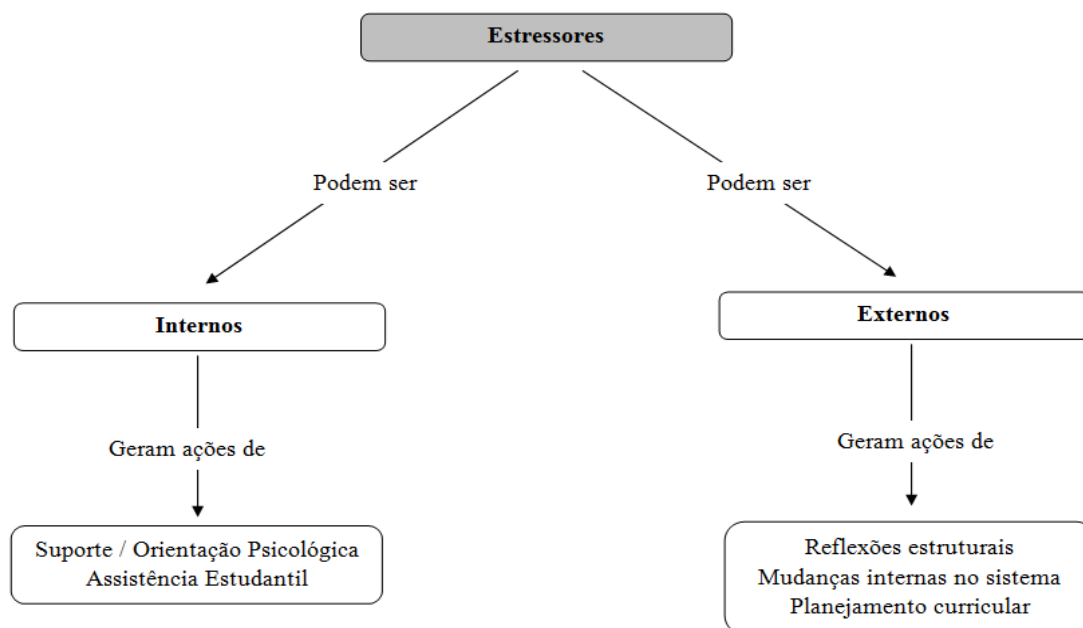 Estressores
Podem ser
Podem ser
Internos
Externos
Geram ações de
Geram ações de
Suporte / Orientação Psicológica
Assistência Estudantil
Reflexões estruturais
Mudanças internas no sistema
Planejamento curricular